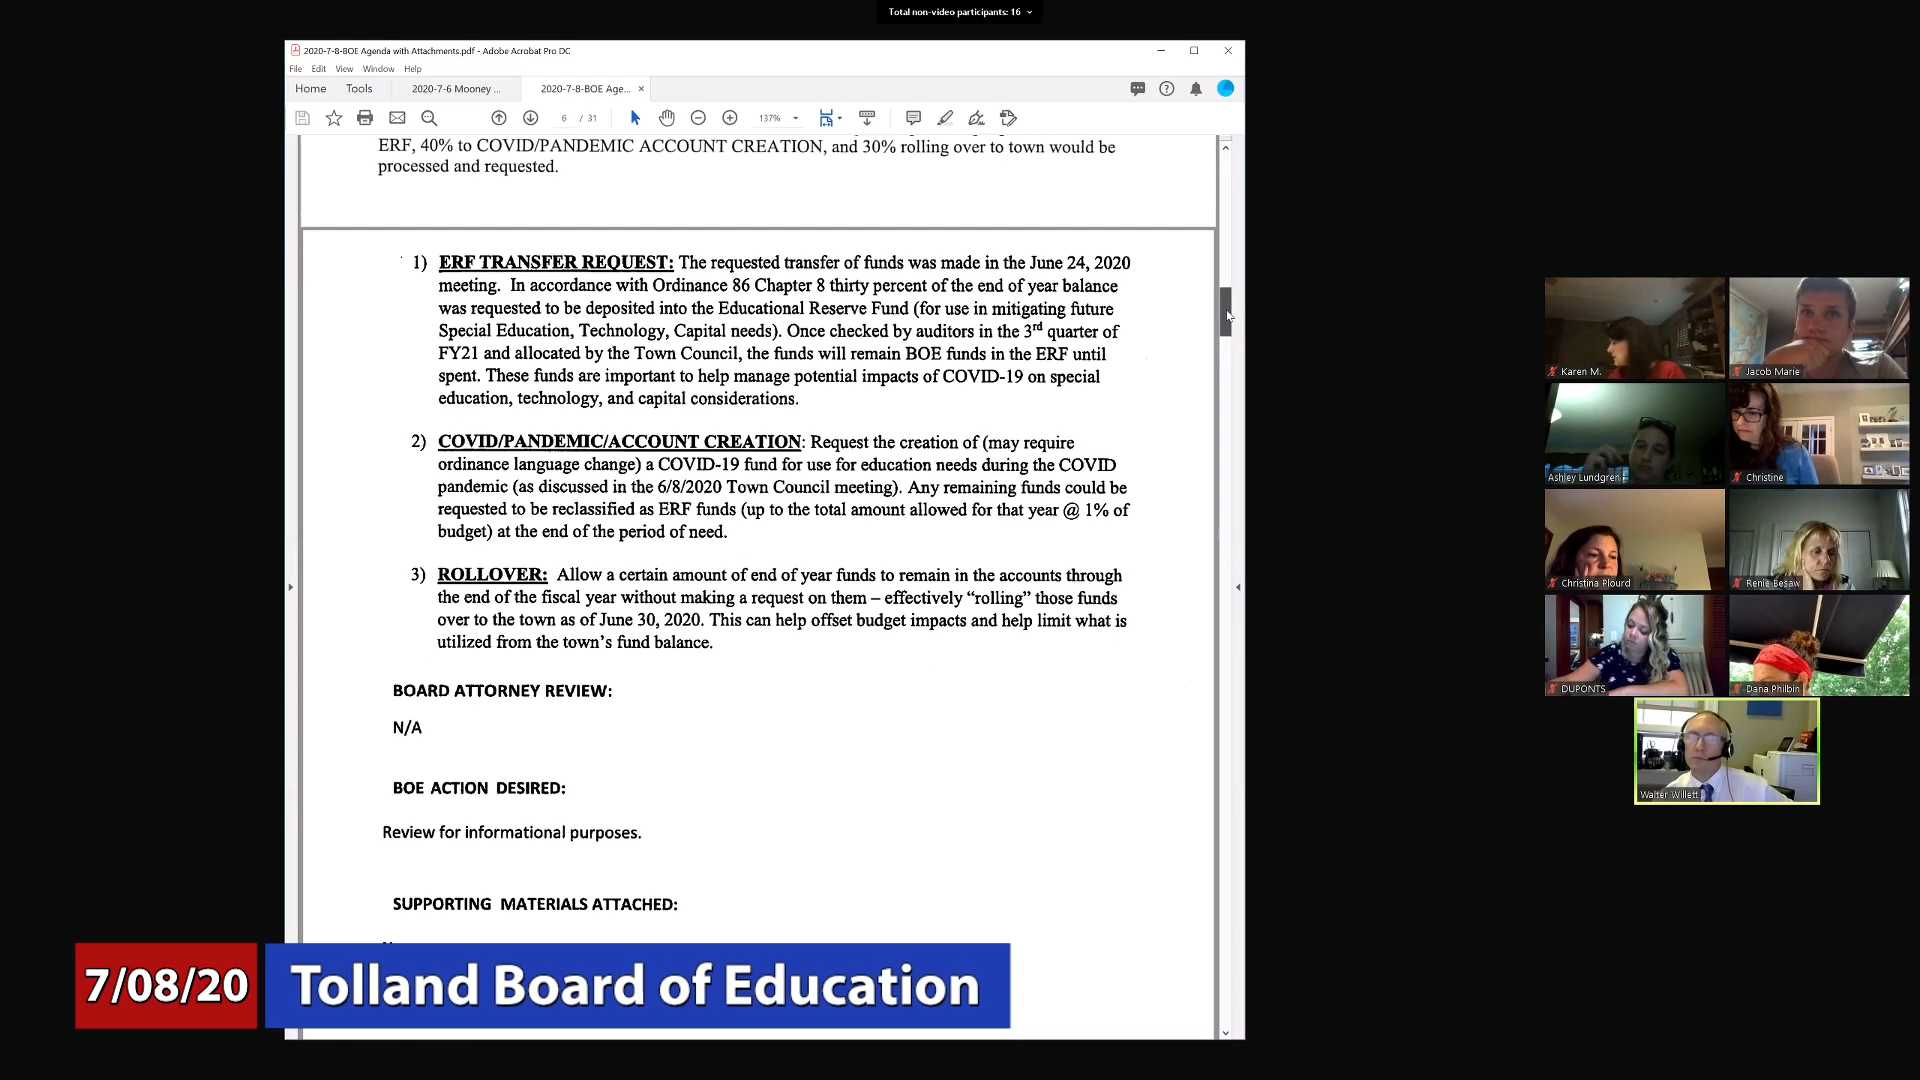 Total non-video participants: 16
2020-7-8-BOE Agenda with Attachments.pdf - Adobe Acrobat Pro DC
File Edit View Window Help
Home Tools 2020-7-6 Mooney ... 2020-7-8-BOE Age... ×
6 / 31 137%
ERF, 40% to COVID/PANDEMIC ACCOUNT CREATION, and 30% rolling over to town would be
processed and requested.
1) ERF TRANSFER REQUEST: The requested transfer of funds was made in the June 24, 2020
meeting. In accordance with Ordinance 86 Chapter 8 thirty percent of the end of year balance
was requested to be deposited into the Educational Reserve Fund (for use in mitigating future
Special Education, Technology, Capital needs). Once checked by auditors in the 3rd quarter of
FY21 and allocated by the Town Council, the funds will remain BOE funds in the ERF until
spent. These funds are important to help manage potential impacts of COVID-19 on special
education, technology, and capital considerations.
2) COVID/PANDEMIC/ACCOUNT CREATION: Request the creation of (may require
ordinance language change) a COVID-19 fund for use for education needs during the COVID
pandemic (as discussed in the 6/8/2020 Town Council meeting). Any remaining funds could be
requested to be reclassified as ERF funds (up to the total amount allowed for that year @ 1% of
budget) at the end of the period of need.
3) ROLLOVER: Allow a certain amount of end of year funds to remain in the accounts through
the end of the fiscal year without making a request on them – effectively “rolling” those funds
over to the town as of June 30, 2020. This can help offset budget impacts and help limit what is
utilized from the town’s fund balance.
BOARD ATTORNEY REVIEW:
N/A
BOE ACTION DESIRED:
Review for informational purposes.
SUPPORTING MATERIALS ATTACHED:
7/08/20 Tolland Board of Education
Karen M.
Jacob Marie
Ashley Lundgren
Christine
Christina Plourd
Renie Besaw
DUPONTS
Dana Philbin
Walter Willett